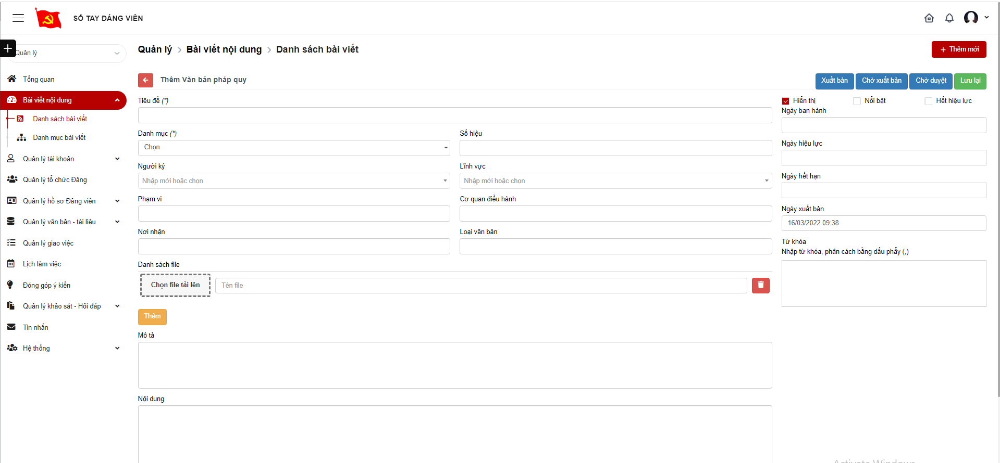 SỔ TAY ĐẢNG VIÊN
Quản lý
Tổng quan
Bài viết nội dung
Danh sách bài viết
Danh mục bài viết
Quản lý tài khoản
Quản lý tổ chức Đảng
Quản lý hồ sơ Đảng viên
Quản lý văn bản - tài liệu
Quản lý giao việc
Lịch làm việc
Đóng góp ý kiến
Quản lý khảo sát - Hỏi đáp
Tin nhắn
Hệ thống
Quản lý > Bài viết nội dung > Danh sách bài viết
+ Thêm mới
Thêm Văn bản pháp quy
Xuất bản Chờ xuất bản Chờ duyệt Lưu lại
Tiêu đề (*)
Danh mục (*) Số hiệu
Chọn
Người ký Lĩnh vực
Nhập mới hoặc chọn Nhập mới hoặc chọn
Phạm vi Cơ quan điều hành
Nơi nhận Loại văn bản
Danh sách file
Chọn file tải lên Tên file
Thêm
Mô tả
Nội dung
Hiển thị Nổi bật Hết hiệu lực
Ngày ban hành
Ngày hiệu lực
Ngày hết hạn
Ngày xuất bản
16/03/2022 09:38
Từ khóa
Nhập từ khóa, phân cách bằng dấu phẩy (,)
Activate Windows